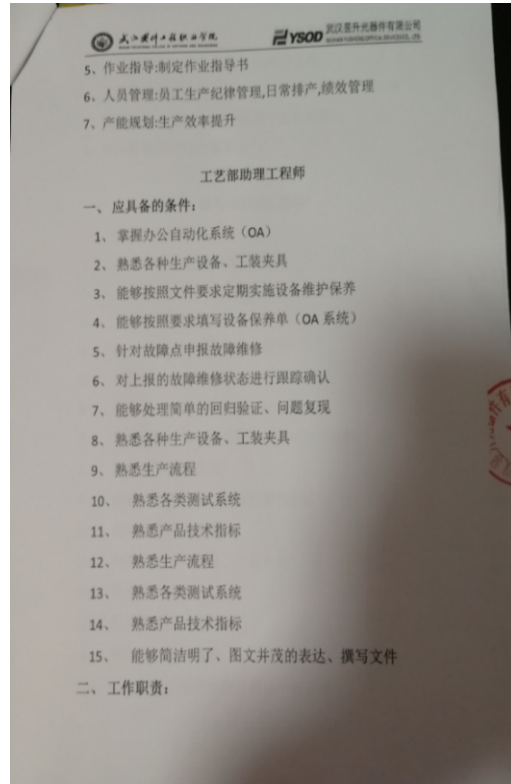 武汉软件工程职业学院
YSOD 武汉昱升光器件有限公司
5、作业指导:制定作业指导书
6、人员管理:员工生产纪律管理,日常排产,绩效管理
7、产能规划:生产效率提升
工艺部助理工程师
一、应具备的条件：
1、掌握办公自动化系统（OA）
2、熟悉各种生产设备、工装夹具
3、能够按照文件要求定期实施设备维护保养
4、能够按照要求填写设备保养单（OA 系统）
5、针对故障点申报故障维修
6、对上报的故障维修状态进行跟踪确认
7、能够处理简单的回归验证、问题复现
8、熟悉各种生产设备、工装夹具
9、熟悉生产流程
10、 熟悉各类测试系统
11、 熟悉产品技术指标
12、 熟悉生产流程
13、 熟悉各类测试系统
14、 熟悉产品技术指标
15、 能够简洁明了、图文并茂的表达、撰写文件
二、工作职责：